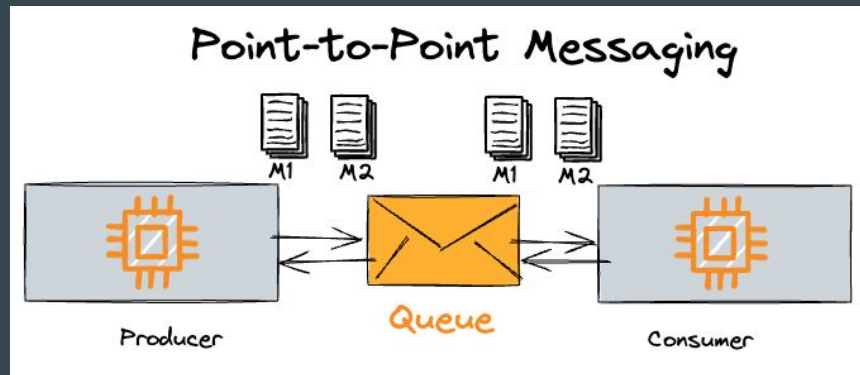 Point-to-Point Messaging
M1 M2 M1 M2
Queue
Producer Consumer